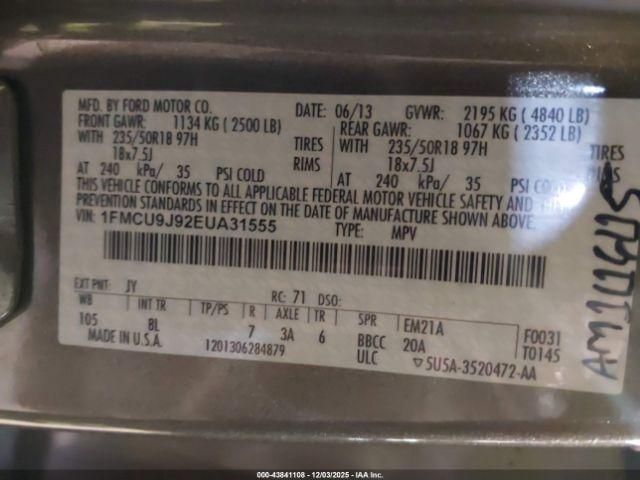 MFD. BY FORD MOTOR CO.
DATE: 06/13 GVWR: 2195 KG ( 4840 LB)
FRONT GAWR: 1134 KG ( 2500 LB) REAR GAWR: 1067 KG ( 2352 LB)
WITH 235/50R18 97H TIRES WITH 235/50R18 97H TIRES
18x7.5J RIMS 18x7.5J RIMS
AT 240 kPa/ 35 PSI COLD AT 240 kPa/ 35 PSI COLD
THIS VEHICLE CONFORMS TO ALL APPLICABLE FEDERAL MOTOR VEHICLE SAFETY AND THEFT
PREVENTION STANDARDS IN EFFECT ON THE DATE OF MANUFACTURE SHOWN ABOVE.
VIN: 1FMCU9J92EUA31555 TYPE: MPV
EXT PNT: JY RC: 71 DSO:
WB INT TR TP/PS R AXLE TR SPR EM21A F0031
105 8L 7 3A 6 BBCC 20A T0145
MADE IN U.S.A. 1201306284879 ULC ▽5U5A-3520472-AA
AM141G415
000-43841108 - 12/03/2025 - IAA Inc.